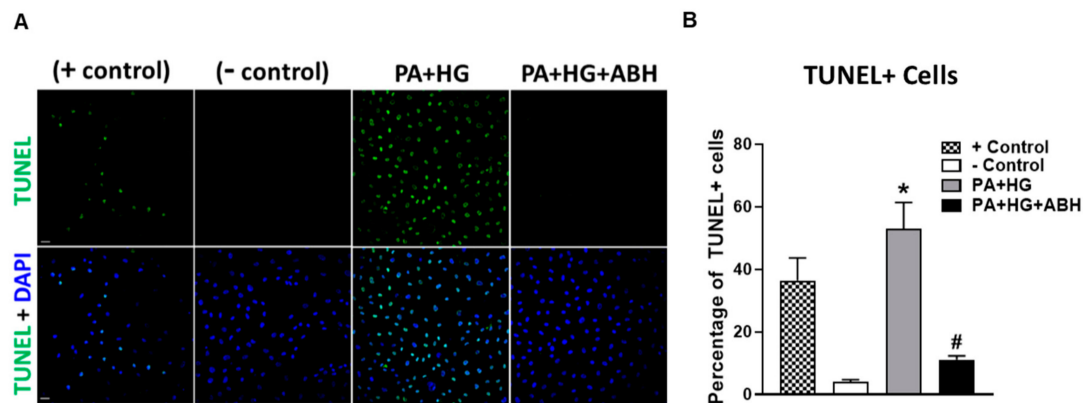 A
(+ control) (- control) PA+HG PA+HG+ABH
TUNEL
TUNEL + DAPI
B
TUNEL+ Cells
Percentage of TUNEL+ cells
80
60
40
20
0
*
#
+ Control
- Control
PA+HG
PA+HG+ABH